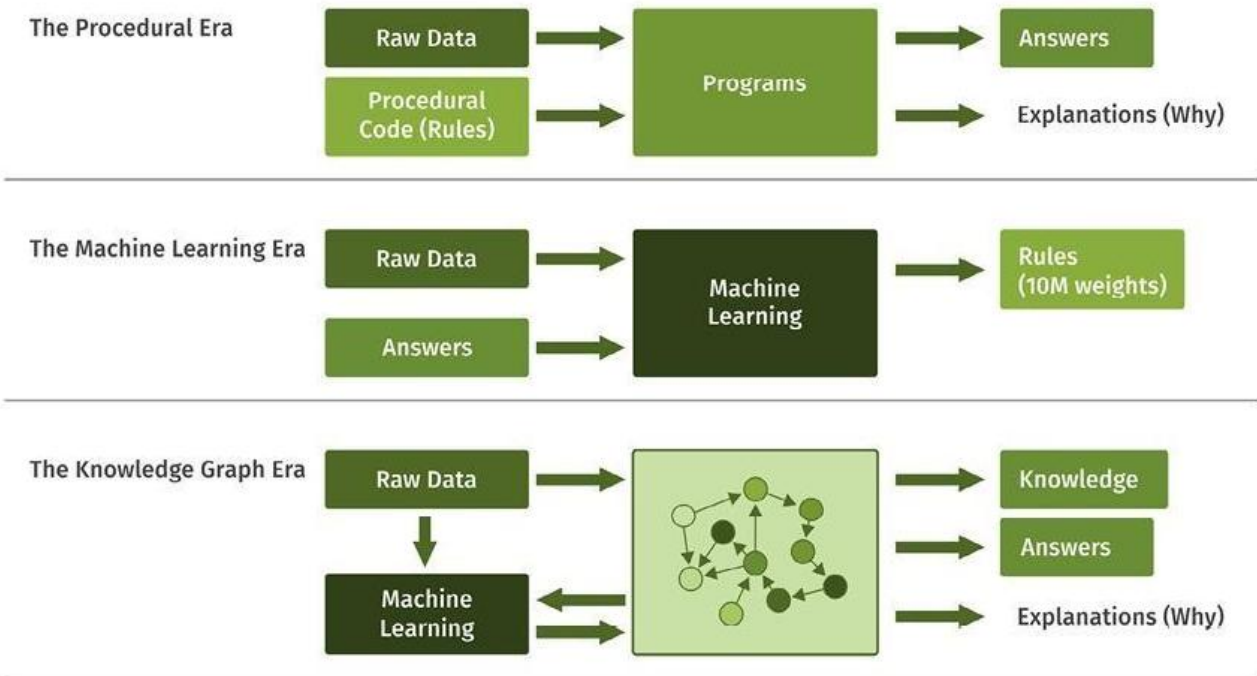 The Procedural Era
Raw Data
Procedural
Code (Rules)
Programs
Answers
Explanations (Why)
The Machine Learning Era
Raw Data
Answers
Machine
Learning
Rules
(10M weights)
The Knowledge Graph Era
Raw Data
Machine
Learning
Knowledge
Answers
Explanations (Why)